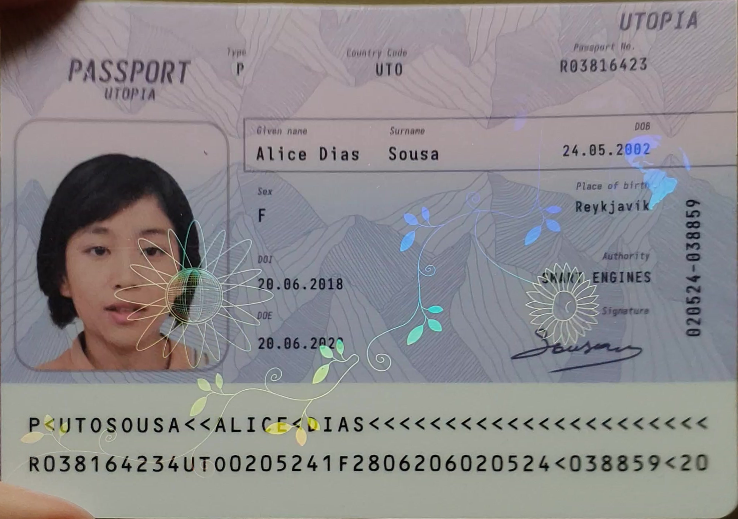 UTOPIA
PASSPORT
UTOPIA
Type
P
Country Code
UTO
Passport No.
R03816423
Given name
Alice Dias
Surname
Sousa
DOB
24.05.2002
Sex
F
Place of birth
Reykjavik
DOI
20.06.2018
Authority
SMART ENGINES
DOE
20.06.2028
Signature
Sousa
020524-038859
P<UTOSOUSA<<ALICE<DIAS<<<<<<<<<<<<<<<<<<<<<<
R038164234UTO0205241F2806206020524<038859<20